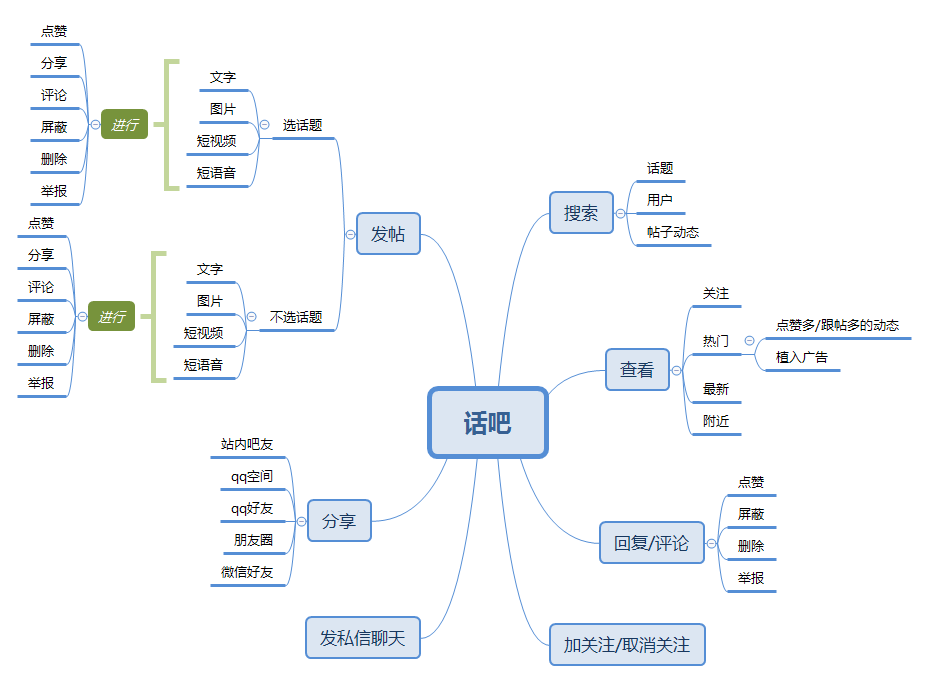 话吧
搜索
话题
用户
帖子动态
查看
关注
热门
点赞多/跟帖多的动态
植入广告
最新
附近
回复/评论
点赞
屏蔽
删除
举报
加关注/取消关注
发帖
选话题
文字
图片
短视频
短语音
进行
点赞
分享
评论
屏蔽
删除
举报
不选话题
文字
图片
短视频
短语音
进行
点赞
分享
评论
屏蔽
删除
举报
分享
站内吧友
qq空间
qq好友
朋友圈
微信好友
发私信聊天